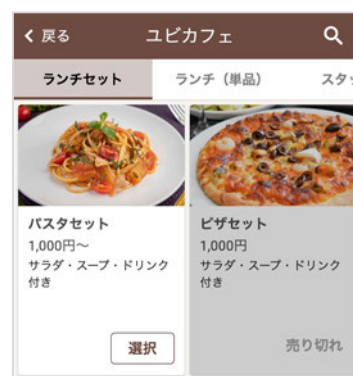 戻る
ユビカフェ
ランチセット
ランチ（単品）
スタッ
パスタセット
1,000円〜
サラダ・スープ・ドリンク
付き
選択
ピザセット
1,000円
サラダ・スープ・ドリンク
付き
売り切れ